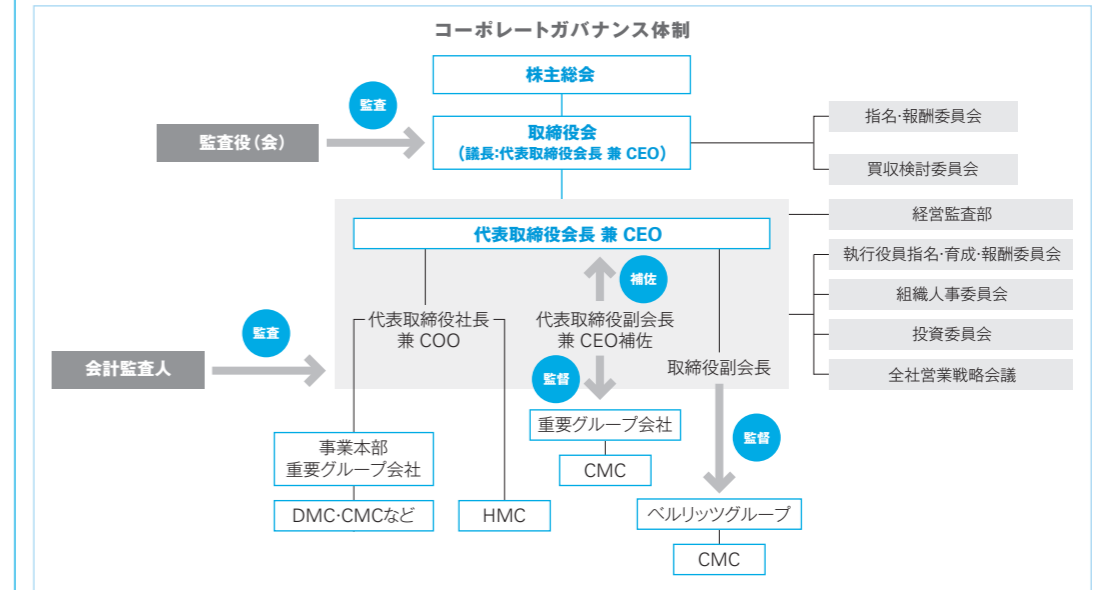 コーポレートガバナンス体制
株主総会
監査
監査役（会）
取締役会
（議長：代表取締役会長 兼 CEO）
指名・報酬委員会
買収検討委員会
経営監査部
代表取締役会長 兼 CEO
執行役員指名・育成・報酬委員会
補佐
組織人事委員会
代表取締役社長
兼 COO
代表取締役副会長
兼 CEO補佐
投資委員会
監査
会計監査人
取締役副会長
全社営業戦略会議
監督
重要グループ会社
監督
事業本部
重要グループ会社
CMC
DMC・CMCなど
HMC
ベルリッツグループ
CMC